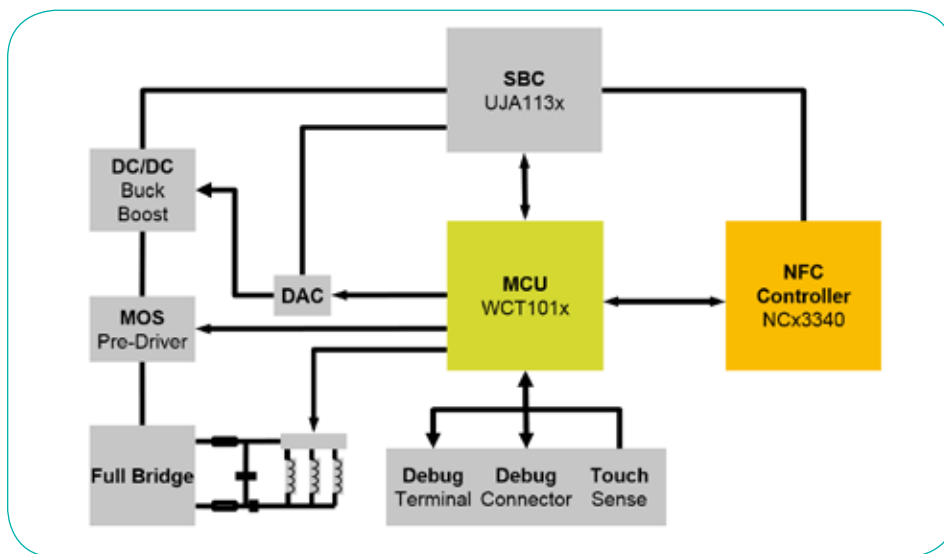 SBC
UJA113x
DC/DC
Buck
Boost
DAC
MCU
WCT101x
NFC
Controller
NCx3340
MOS
Pre-Driver
Full Bridge
Debug
Terminal
Debug
Connector
Touch
Sense